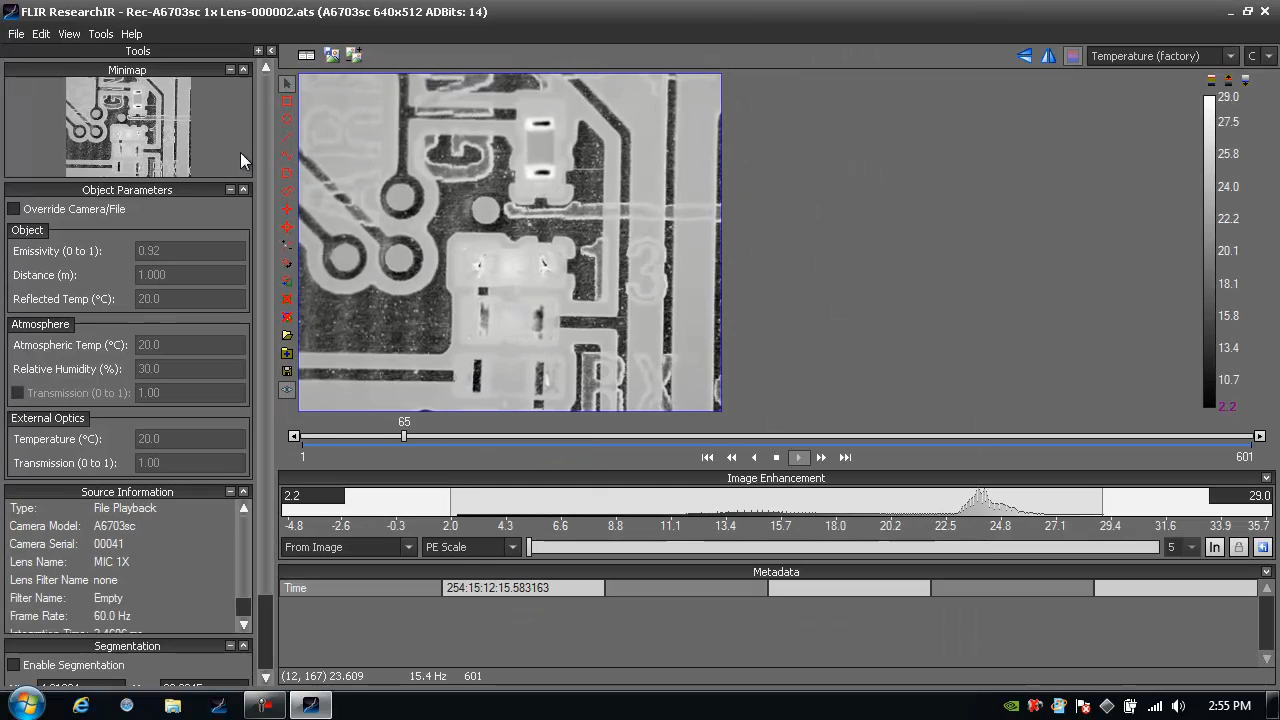 FLIR ResearchIR - Rec-A6703sc 1x Lens-000002.ats (A6703sc 640x512 ADBits: 14)
File Edit View Tools Help
Tools
Temperature (factory) C
Minimap
Object Parameters
Override Camera/File
Object
Emissivity (0 to 1): 0.92
Distance (m): 1.000
Reflected Temp (°C): 20.0
Atmosphere
Atmospheric Temp (°C): 20.0
Relative Humidity (%): 30.0
Transmission (0 to 1): 1.00
External Optics
Temperature (°C): 20.0
Transmission (0 to 1): 1.00
Source Information
Type: File Playback
Camera Model: A6703sc
Camera Serial: 00041
Lens Name: MIC 1X
Lens Filter Name none
Filter Name: Empty
Frame Rate: 60.0 Hz
Segmentation
Enable Segmentation
G
13
RX
29.0
27.5
25.8
24.0
22.2
20.1
18.1
15.8
13.4
10.7
2.2
65
1 601
Image Enhancement
2.2 29.0
-4.8 -2.6 -0.3 2.0 4.3 6.6 8.8 11.1 13.4 15.7 18.0 20.2 22.5 24.8 27.1 29.4 31.6 33.9 35.7
From Image PE Scale 5 In
Metadata
Time 254:15:12:15.583163
(12, 167) 23.609 15.4 Hz 601
2:55 PM